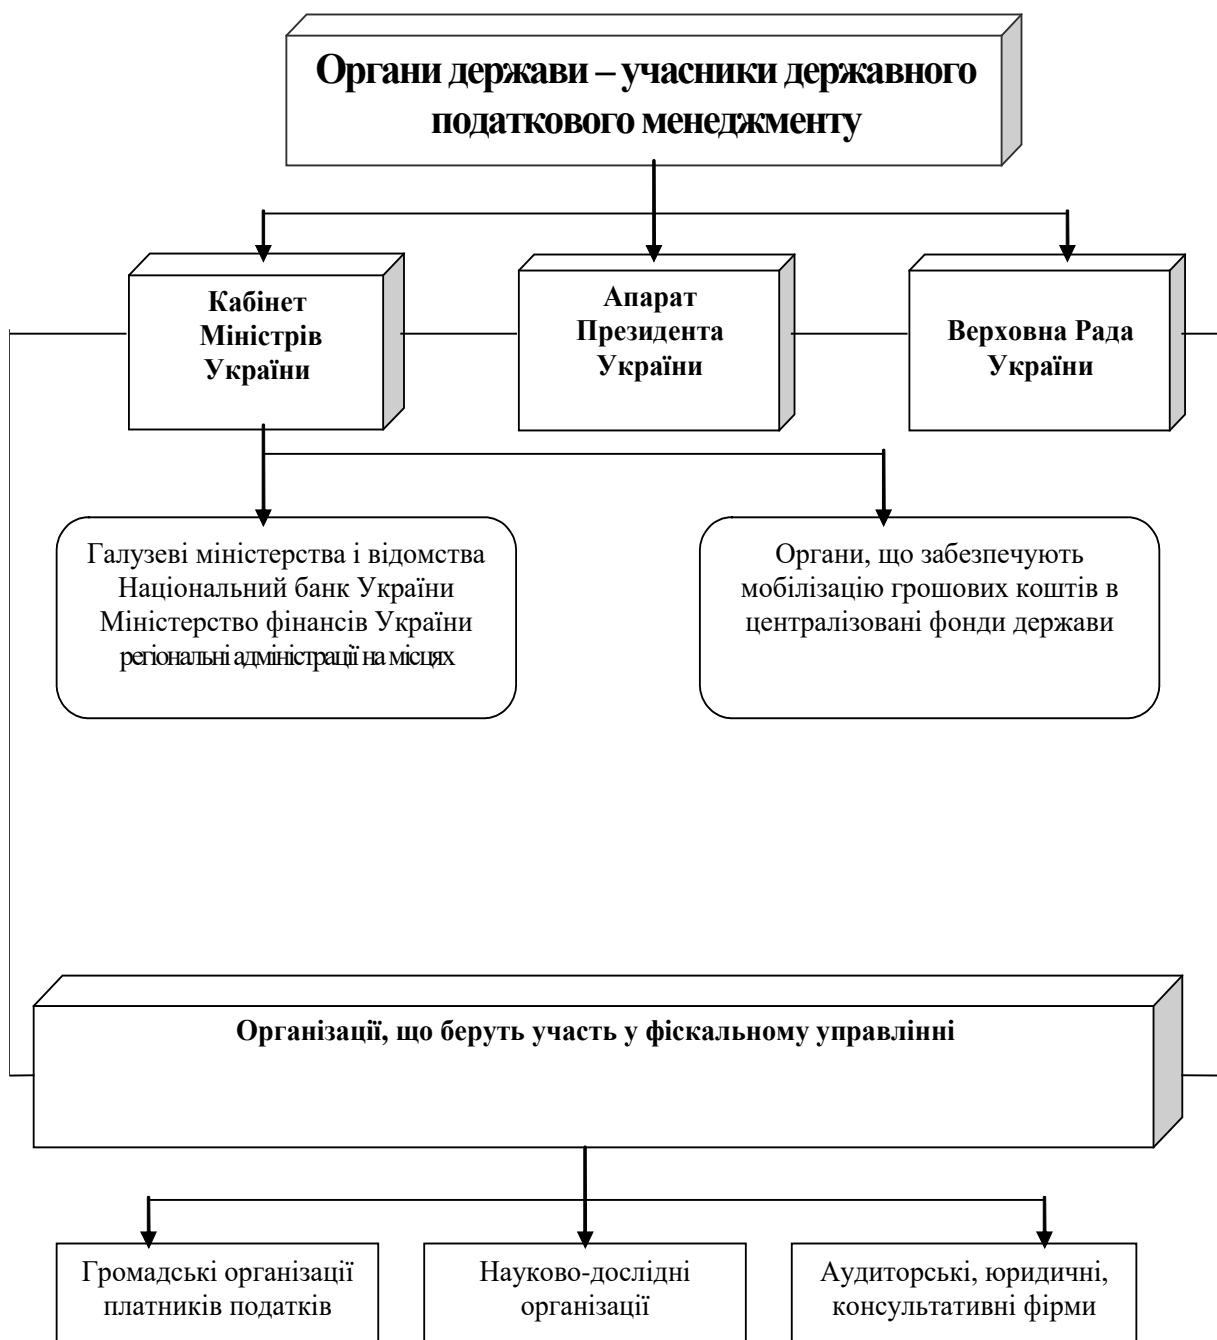 Органи держави – учасники державного
податкового менеджменту
Кабінет
Міністрів
України
Апарат
Президента
України
Верховна Рада
України
Галузеві міністерства і відомства
Національний банк України
Міністерство фінансів України
регіональні адміністрації на місцях
Органи, що забезпечують
мобілізацію грошових коштів в
централізовані фонди держави
Організації, що беруть участь у фіскальному управлінні
Громадські організації
платників податків
Науково-дослідні
організації
Аудиторські, юридичні,
консультативні фірми